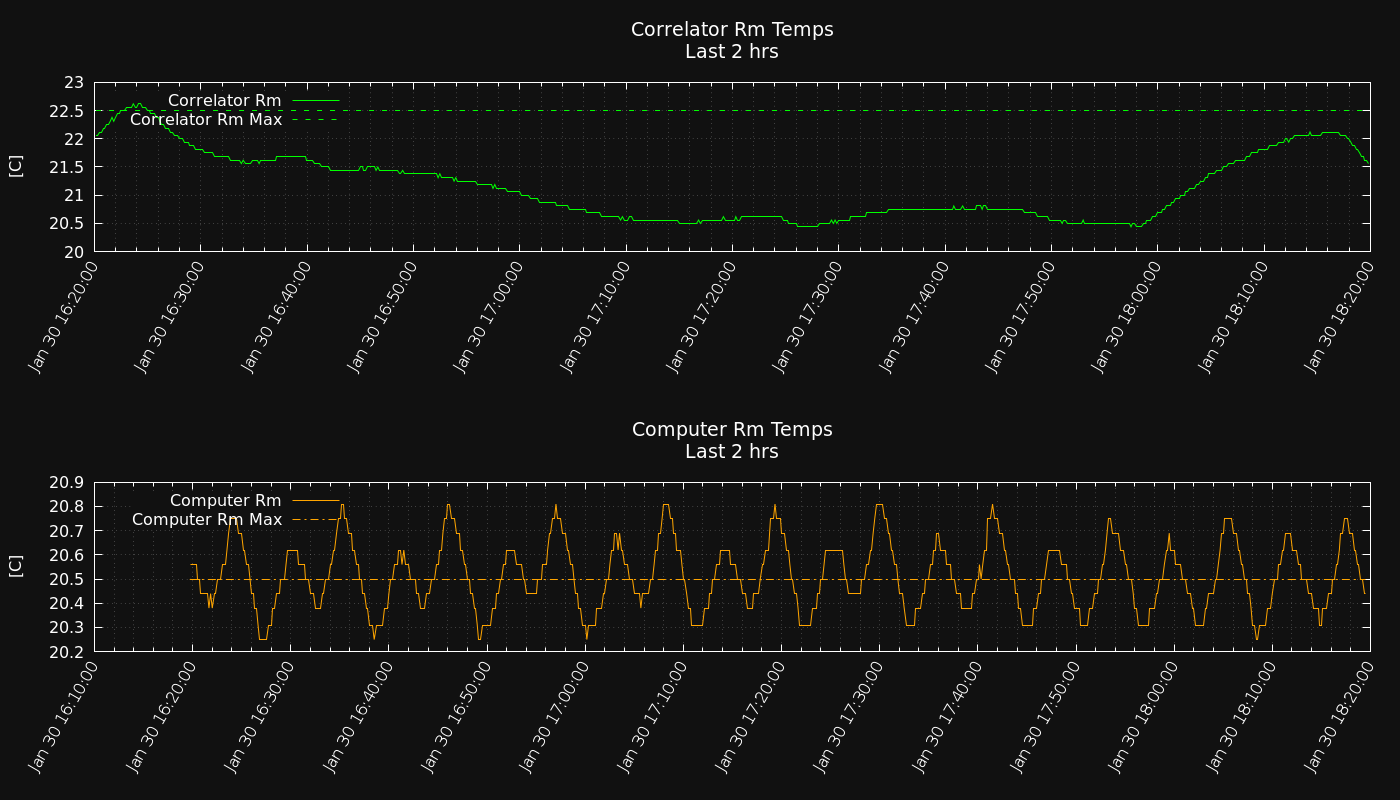 Correlator Rm Temps
Last 2 hrs
23
22.5
22
21.5
21
20.5
20
[C]
Correlator Rm
Correlator Rm Max
Jan 30 16:20:00
Jan 30 16:30:00
Jan 30 16:40:00
Jan 30 16:50:00
Jan 30 17:00:00
Jan 30 17:10:00
Jan 30 17:20:00
Jan 30 17:30:00
Jan 30 17:40:00
Jan 30 17:50:00
Jan 30 18:00:00
Jan 30 18:10:00
Jan 30 18:20:00
Computer Rm Temps
Last 2 hrs
20.9
20.8
20.7
20.6
20.5
20.4
20.3
20.2
[C]
Computer Rm
Computer Rm Max
Jan 30 16:10:00
Jan 30 16:20:00
Jan 30 16:30:00
Jan 30 16:40:00
Jan 30 16:50:00
Jan 30 17:00:00
Jan 30 17:10:00
Jan 30 17:20:00
Jan 30 17:30:00
Jan 30 17:40:00
Jan 30 17:50:00
Jan 30 18:00:00
Jan 30 18:10:00
Jan 30 18:20:00